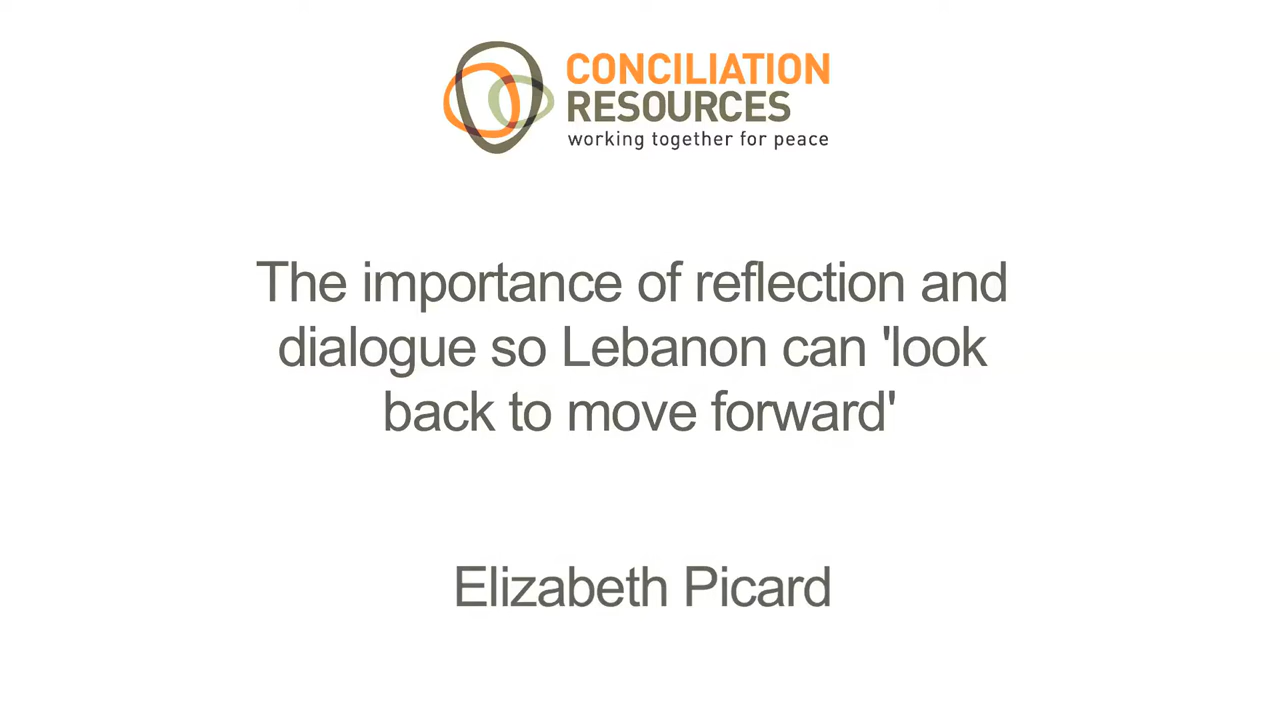 CONCILIATION
RESOURCES
working together for peace
The importance of reflection and
dialogue so Lebanon can 'look
back to move forward'
Elizabeth Picard